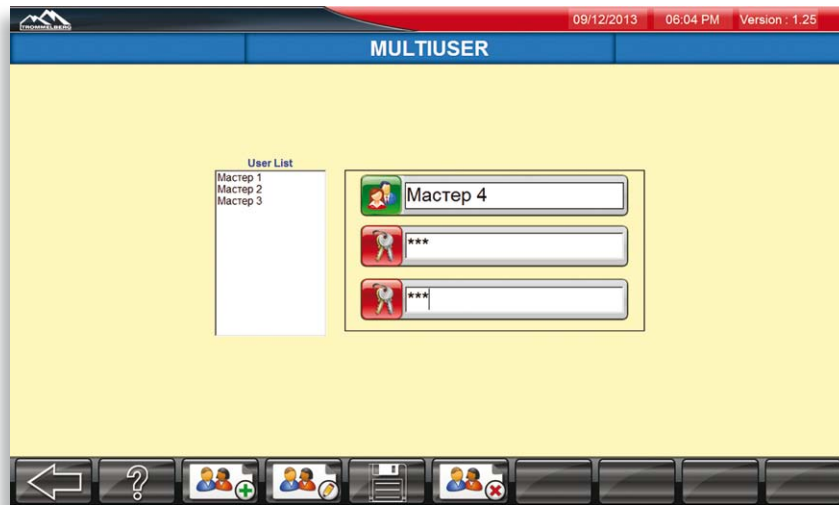 TROMMELBERG
09/12/2013 06:04 PM Version : 1.25
MULTIUSER
User List
Мастер 1
Мастер 2
Мастер 3
Мастер 4
***
***
?